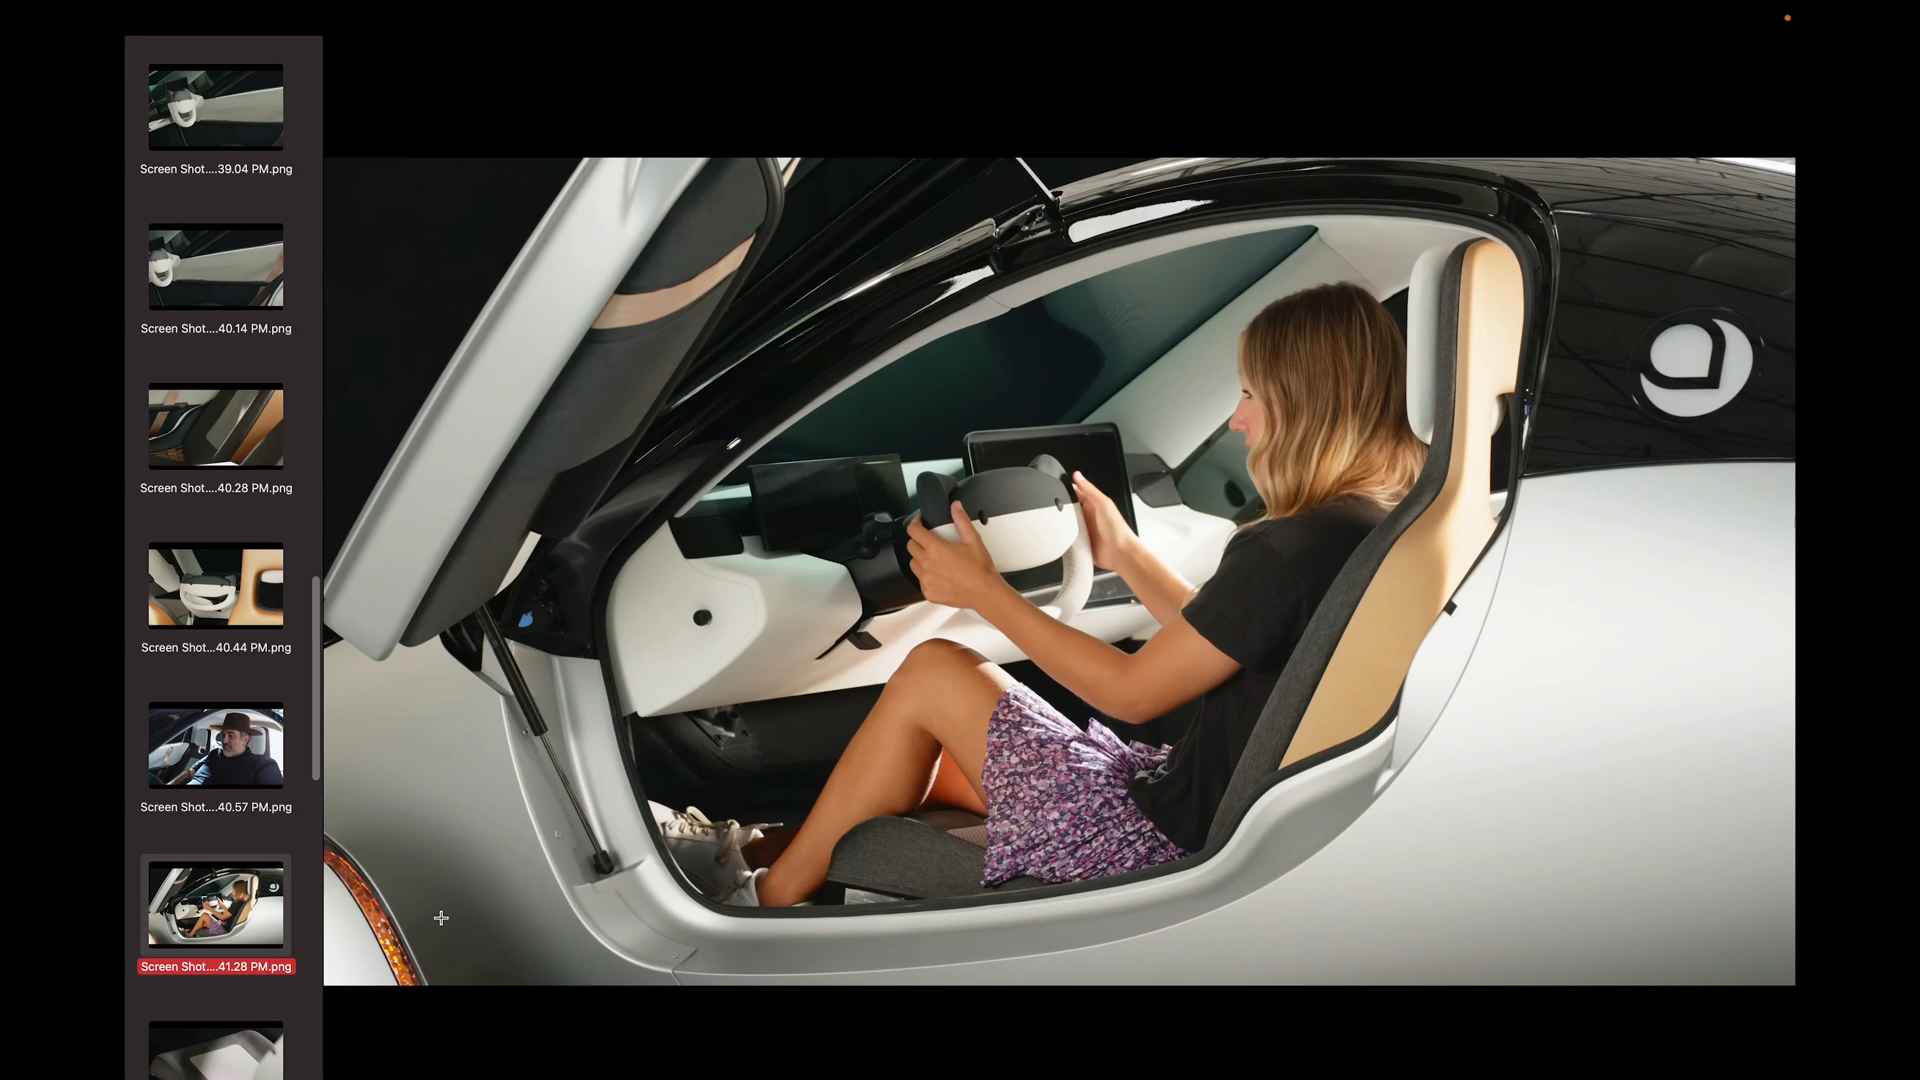 Screen Shot....39.04 PM.png
Screen Shot....40.14 PM.png
Screen Shot....40.28 PM.png
Screen Shot...40.44 PM.png
Screen Shot....40.57 PM.png
Screen Shot....41.28 PM.png